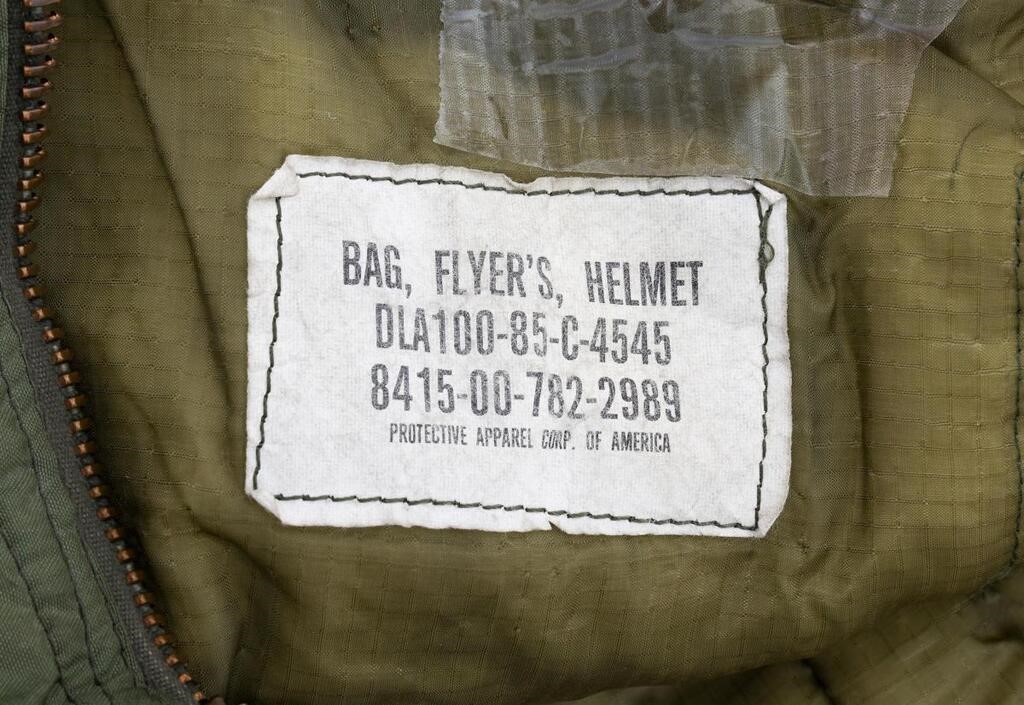 BAG, FLYER'S, HELMET
DLA100-85-C-4545
8415-00-782-2989
PROTECTIVE APPAREL CORP. OF AMERICA